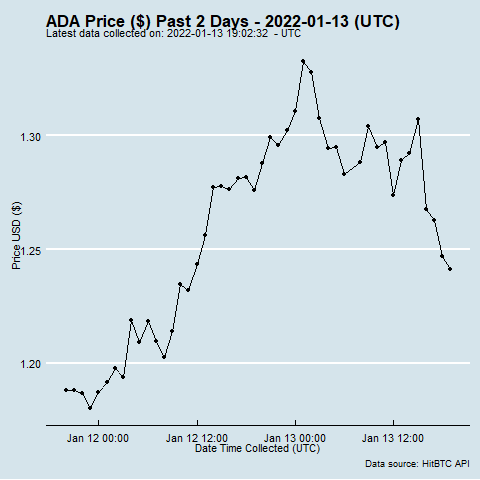 ADA Price ($) Past 2 Days - 2022-01-13 (UTC)
Latest data collected on: 2022-01-13 19:02:32  - UTC
Price USD ($)
1.30
1.25
1.20
Jan 12 00:00
Jan 12 12:00
Jan 13 00:00
Jan 13 12:00
Date Time Collected (UTC)
Data source: HitBTC API